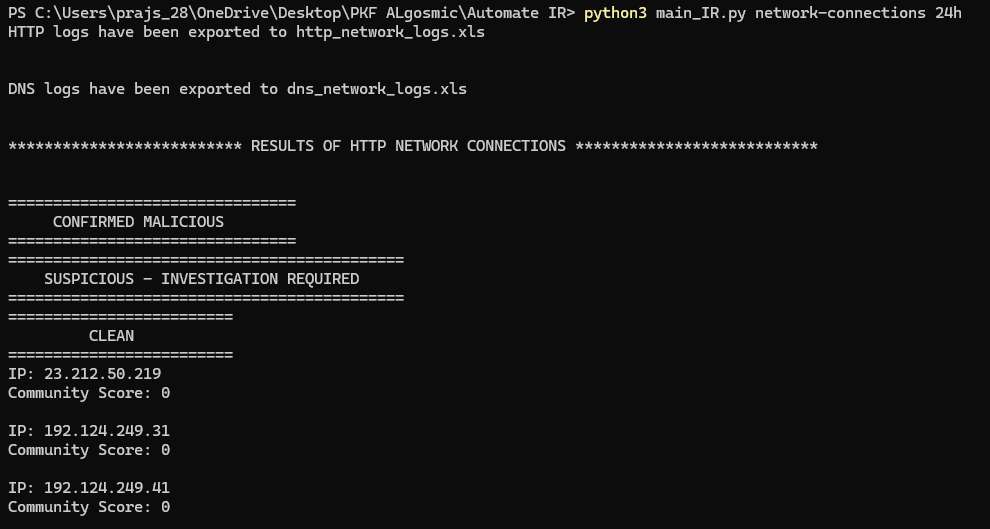 PS C:\Users\prajs_28\OneDrive\Desktop\PKF ALgosmic\Automate IR> python3 main_IR.py network-connections 24h
HTTP logs have been exported to http_network_logs.xls
DNS logs have been exported to dns_network_logs.xls
************************** RESULTS OF HTTP NETWORK CONNECTIONS ***************************
================================
     CONFIRMED MALICIOUS
================================
============================================
    SUSPICIOUS - INVESTIGATION REQUIRED
============================================
=========================
         CLEAN
=========================
IP: 23.212.50.219
Community Score: 0
IP: 192.124.249.31
Community Score: 0
IP: 192.124.249.41
Community Score: 0